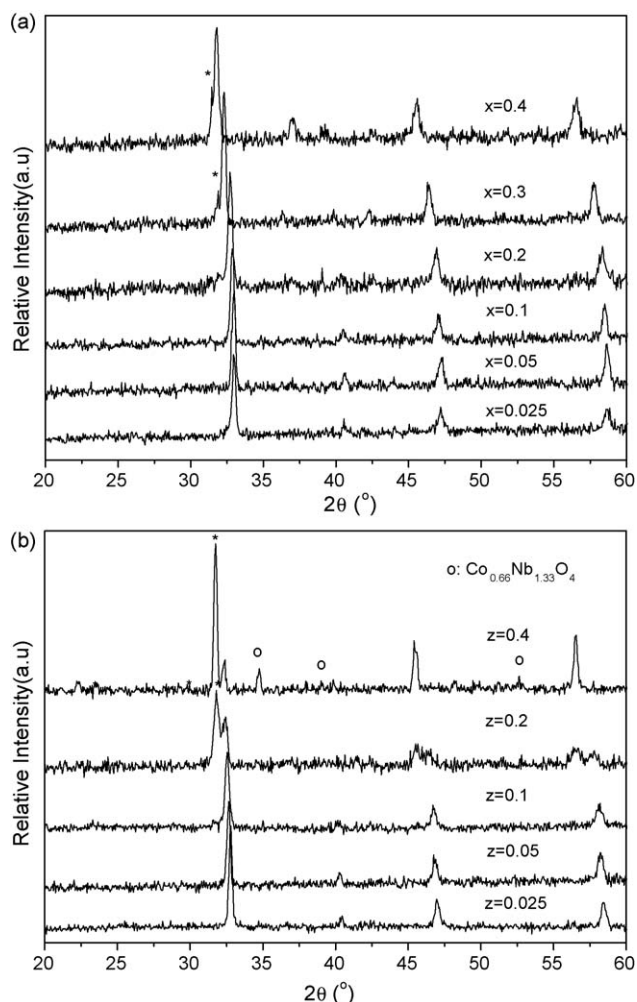 (a)
Relative Intensity(a.u)
*
x=0.4
*
x=0.3
x=0.2
x=0.1
x=0.05
x=0.025
20 25 30 35 40 45 50 55 60
2θ (°)
(b)
Relative Intensity(a.u)
*
o: Co0.66Nb1.33O4
z=0.4
o
o
o
*
*
*
z=0.2
z=0.1
z=0.05
z=0.025
20 25 30 35 40 45 50 55 60
2θ (°)